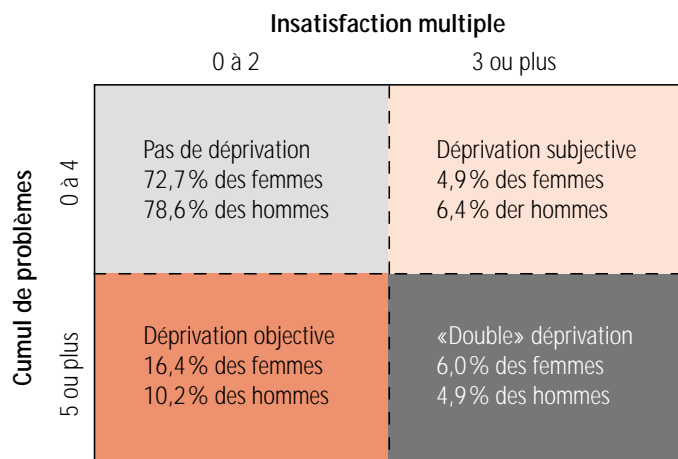 Insatisfaction multiple
0 à 2
3 ou plus
Cumul de problèmes
0 à 4
Pas de déprivation
72,7% des femmes
78,6% des hommes
Déprivation subjective
4,9% des femmes
6,4% der hommes
5 ou plus
Déprivation objective
16,4% des femmes
10,2% des hommes
«Double» déprivation
6,0% des femmes
4,9% des hommes